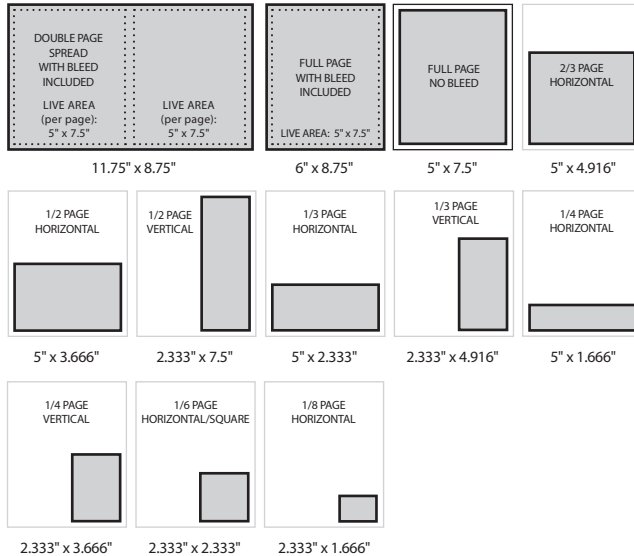 DOUBLE PAGE
SPREAD
WITH BLEED
INCLUDED
LIVE AREA
(per page):
5" x 7.5"
LIVE AREA
(per page):
5" x 7.5"
11.75" x 8.75"
FULL PAGE
WITH BLEED
INCLUDED
LIVE AREA: 5" x 7.5"
6" x 8.75"
FULL PAGE
NO BLEED
5" x 7.5"
2/3 PAGE
HORIZONTAL
5" x 4.916"
1/2 PAGE
HORIZONTAL
5" x 3.666"
1/2 PAGE
VERTICAL
2.333" x 7.5"
1/3 PAGE
HORIZONTAL
5" x 2.333"
1/3 PAGE
VERTICAL
2.333" x 4.916"
1/4 PAGE
HORIZONTAL
5" x 1.666"
1/4 PAGE
VERTICAL
2.333" x 3.666"
1/6 PAGE
HORIZONTAL/SQUARE
2.333" x 2.333"
1/8 PAGE
HORIZONTAL
2.333" x 1.666"